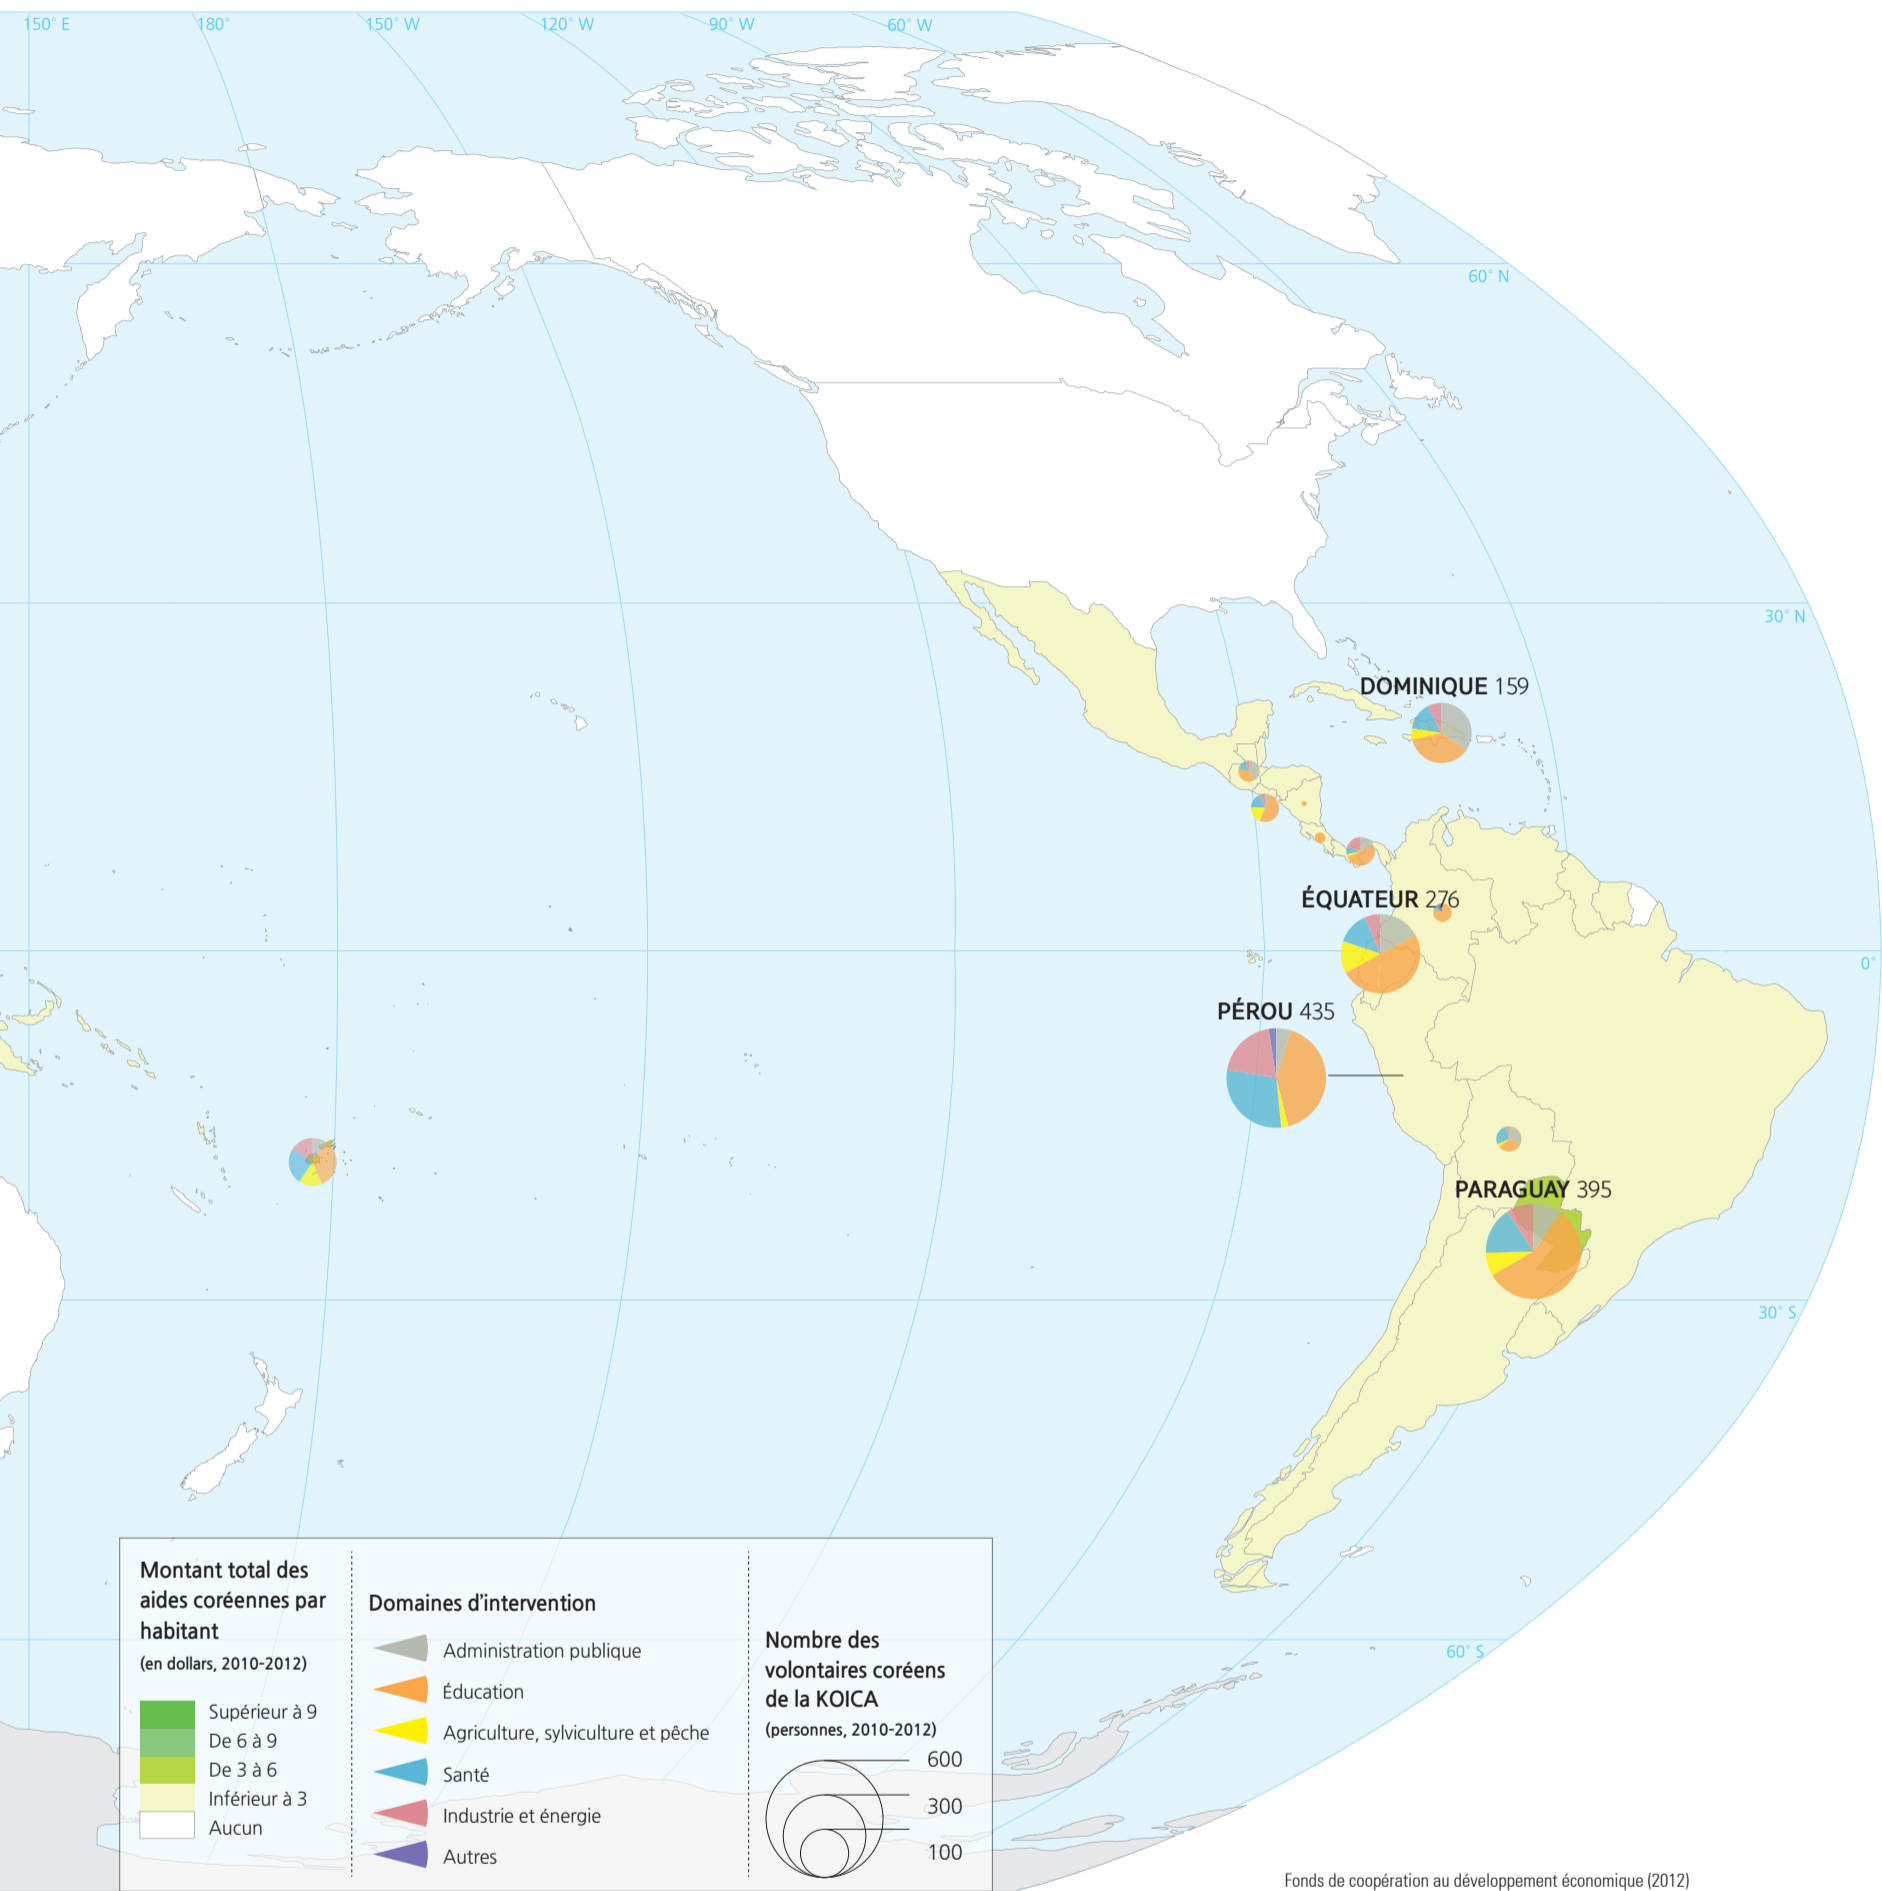 150° E
180°
150° W
120° W
90° W
60° W
60° N
30° N
DOMINIQUE 159
ÉQUATEUR 276
0°
PÉROU 435
PARAGUAY 395
30° S
60° S
Montant total des
aides coréennes par
habitant
(en dollars, 2010-2012)
Supérieur à 9
De 6 à 9
De 3 à 6
Inférieur à 3
Aucun
Domaines d'intervention
Administration publique
Éducation
Agriculture, sylviculture et pêche
Santé
Industrie et énergie
Autres
Nombre des
volontaires coréens
de la KOICA
(personnes, 2010-2012)
600
300
100
Fonds de coopération au développement économique (2012)